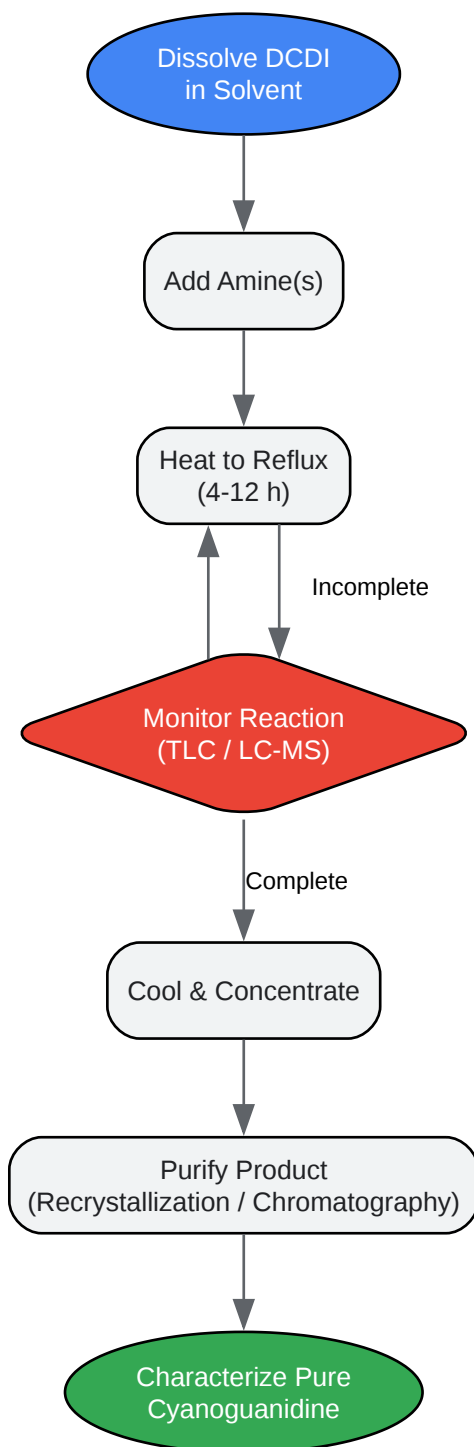 Dissolve DCDI
in Solvent
Add Amine(s)
Heat to Reflux
(4-12 h)
Incomplete
Monitor Reaction
(TLC / LC-MS)
Complete
Cool & Concentrate
Purify Product
(Recrystallization / Chromatography)
Characterize Pure
Cyanoguanidine